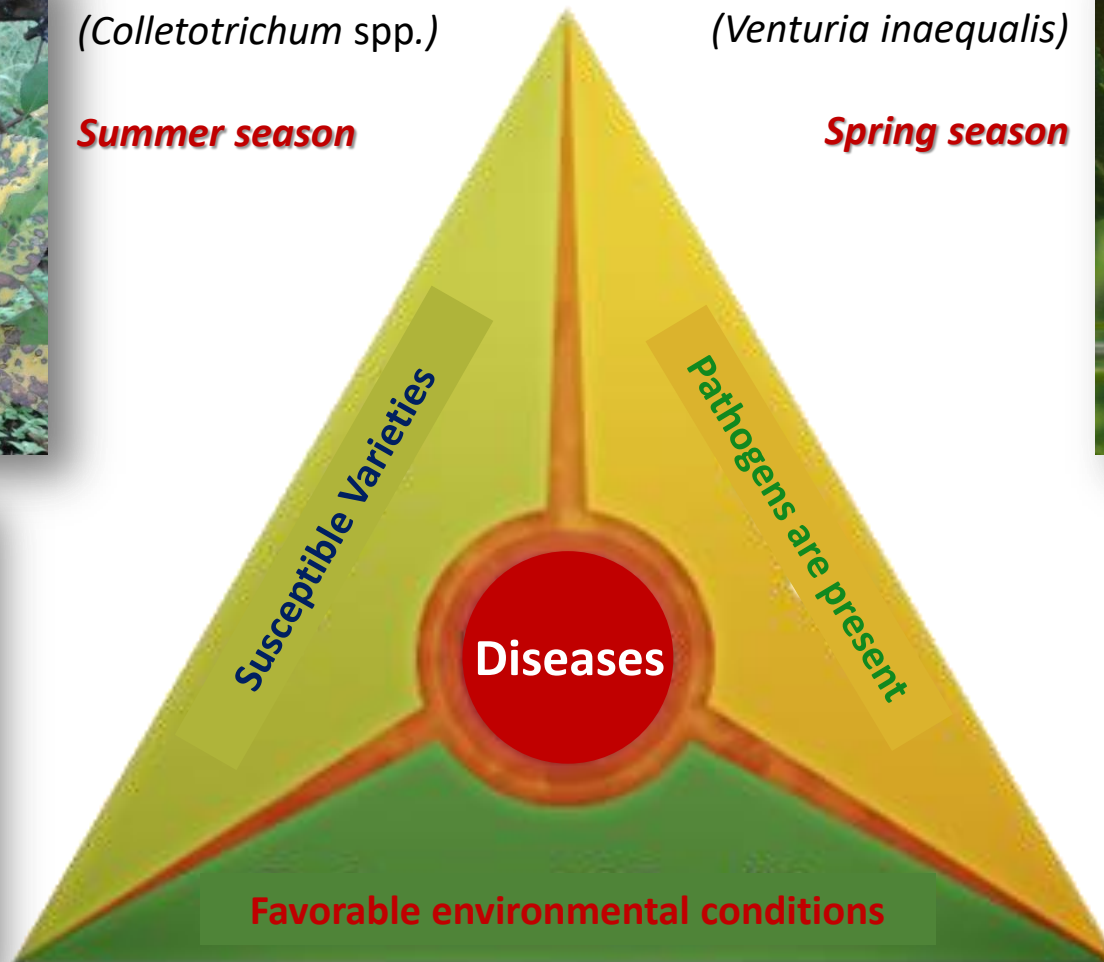 (Colletotrichum spp.)
(Venturia inaequalis)
Summer season
Spring season
Susceptible Varieties
Pathogens are present
Diseases
Favorable environmental conditions